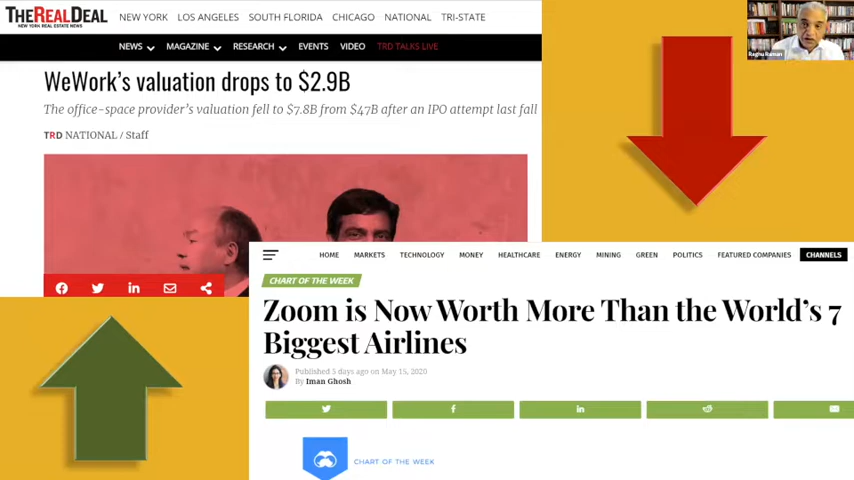 THEREALDEAL
NEW YORK REAL ESTATE NEWS
NEW YORK LOS ANGELES SOUTH FLORIDA CHICAGO NATIONAL TRI-STATE
NEWS MAGAZINE RESEARCH EVENTS VIDEO TRD TALKS LIVE
Raghu Raman
WeWork's valuation drops to $2.9B
The office-space provider's valuation fell to $7.8B from $47B after an IPO attempt last fall
TRD NATIONAL / Staff
HOME MARKETS TECHNOLOGY MONEY HEALTHCARE ENERGY MINING GREEN POLITICS FEATURED COMPANIES CHANNELS
CHART OF THE WEEK
Zoom is Now Worth More Than the World's 7
Biggest Airlines
Published 5 days ago on May 15, 2020
By Iman Ghosh
CHART OF THE WEEK